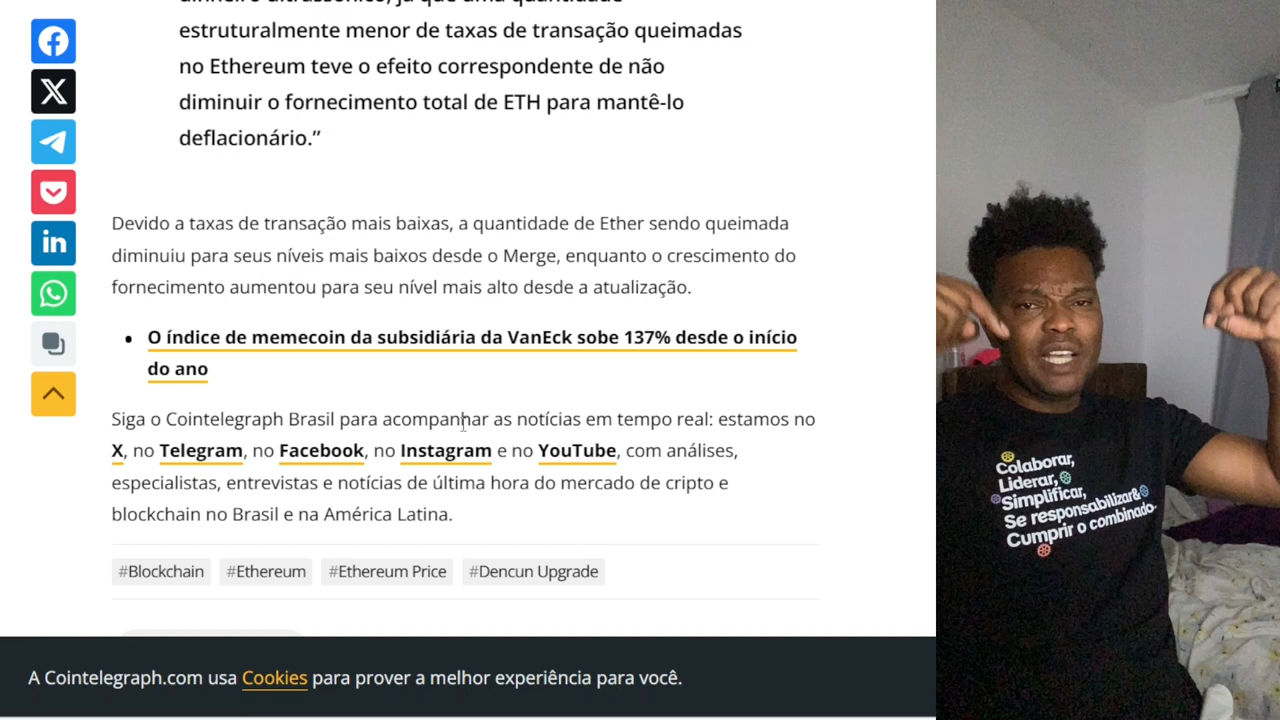 dinheiro ultrassônico, já que uma quantidade
estruturalmente menor de taxas de transação queimadas
no Ethereum teve o efeito correspondente de não
diminuir o fornecimento total de ETH para mantê-lo
deflacionário.”
Devido a taxas de transação mais baixas, a quantidade de Ether sendo queimada
diminuiu para seus níveis mais baixos desde o Merge, enquanto o crescimento do
fornecimento aumentou para seu nível mais alto desde a atualização.
• O índice de memecoin da subsidiária da VanEck sobe 137% desde o início
do ano
Siga o Cointelegraph Brasil para acompanhar as notícias em tempo real: estamos no
X, no Telegram, no Facebook, no Instagram e no YouTube, com análises,
especialistas, entrevistas e notícias de última hora do mercado de cripto e
blockchain no Brasil e na América Latina.
#Blockchain #Ethereum #Ethereum Price #Dencun Upgrade
A Cointelegraph.com usa Cookies para prover a melhor experiência para você.
Colaborar,
Liderar,
Simplificar,
Se responsabilizar&
Cumprir o combinado.